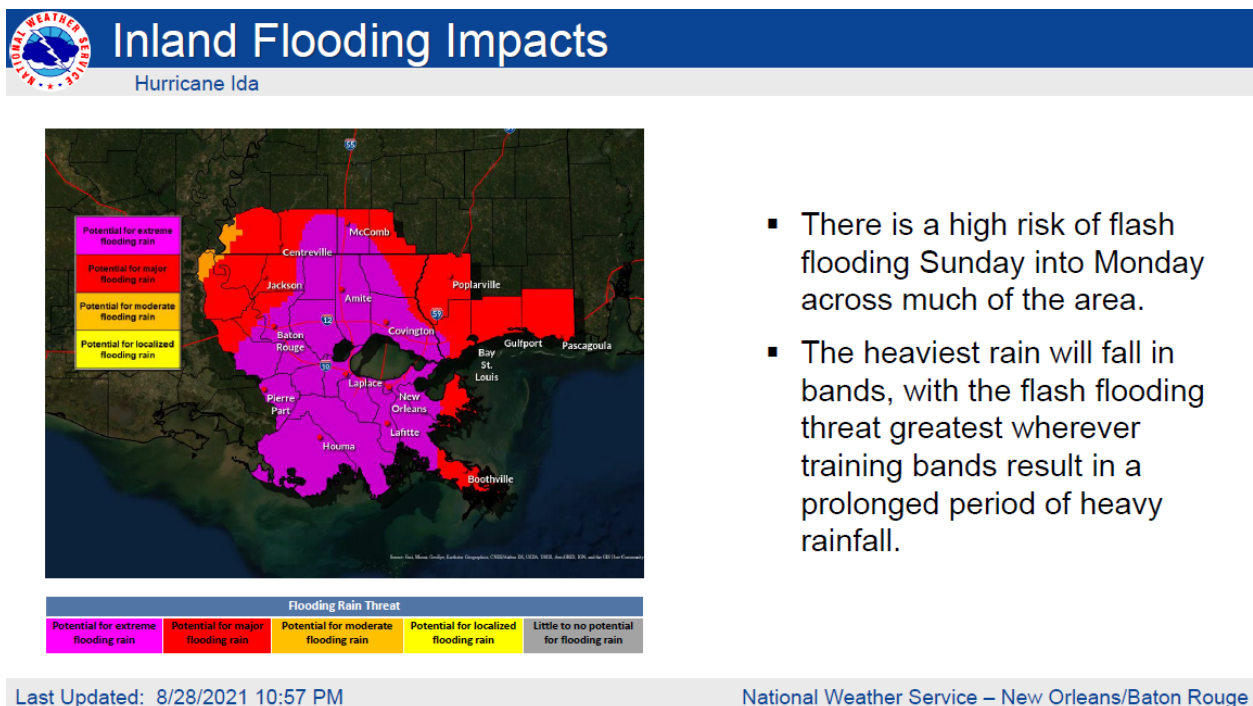 NATIONAL WEATHER SERVICE
Inland Flooding Impacts
Hurricane Ida
55
59
Potential for extreme
flooding rain
Potential for major
flooding rain
Potential for moderate
flooding rain
Potential for localized
flooding rain
McComb
Centreville
Jackson
Poplarville
Amite
12
59
Baton
Rouge
Covington
Gulfport
Pascagoula
Bay
St.
Louis
10
Laplace
Pierre
Part
New
Orleans
Lafitte
Houma
Boothville
▪ There is a high risk of flash
flooding Sunday into Monday
across much of the area.
▪ The heaviest rain will fall in
bands, with the flash flooding
threat greatest wherever
training bands result in a
prolonged period of heavy
rainfall.
Flooding Rain Threat
Potential for extreme
flooding rain
Potential for major
flooding rain
Potential for moderate
flooding rain
Potential for localized
flooding rain
Little to no potential
for flooding rain
Last Updated: 8/28/2021 10:57 PM
National Weather Service – New Orleans/Baton Rouge